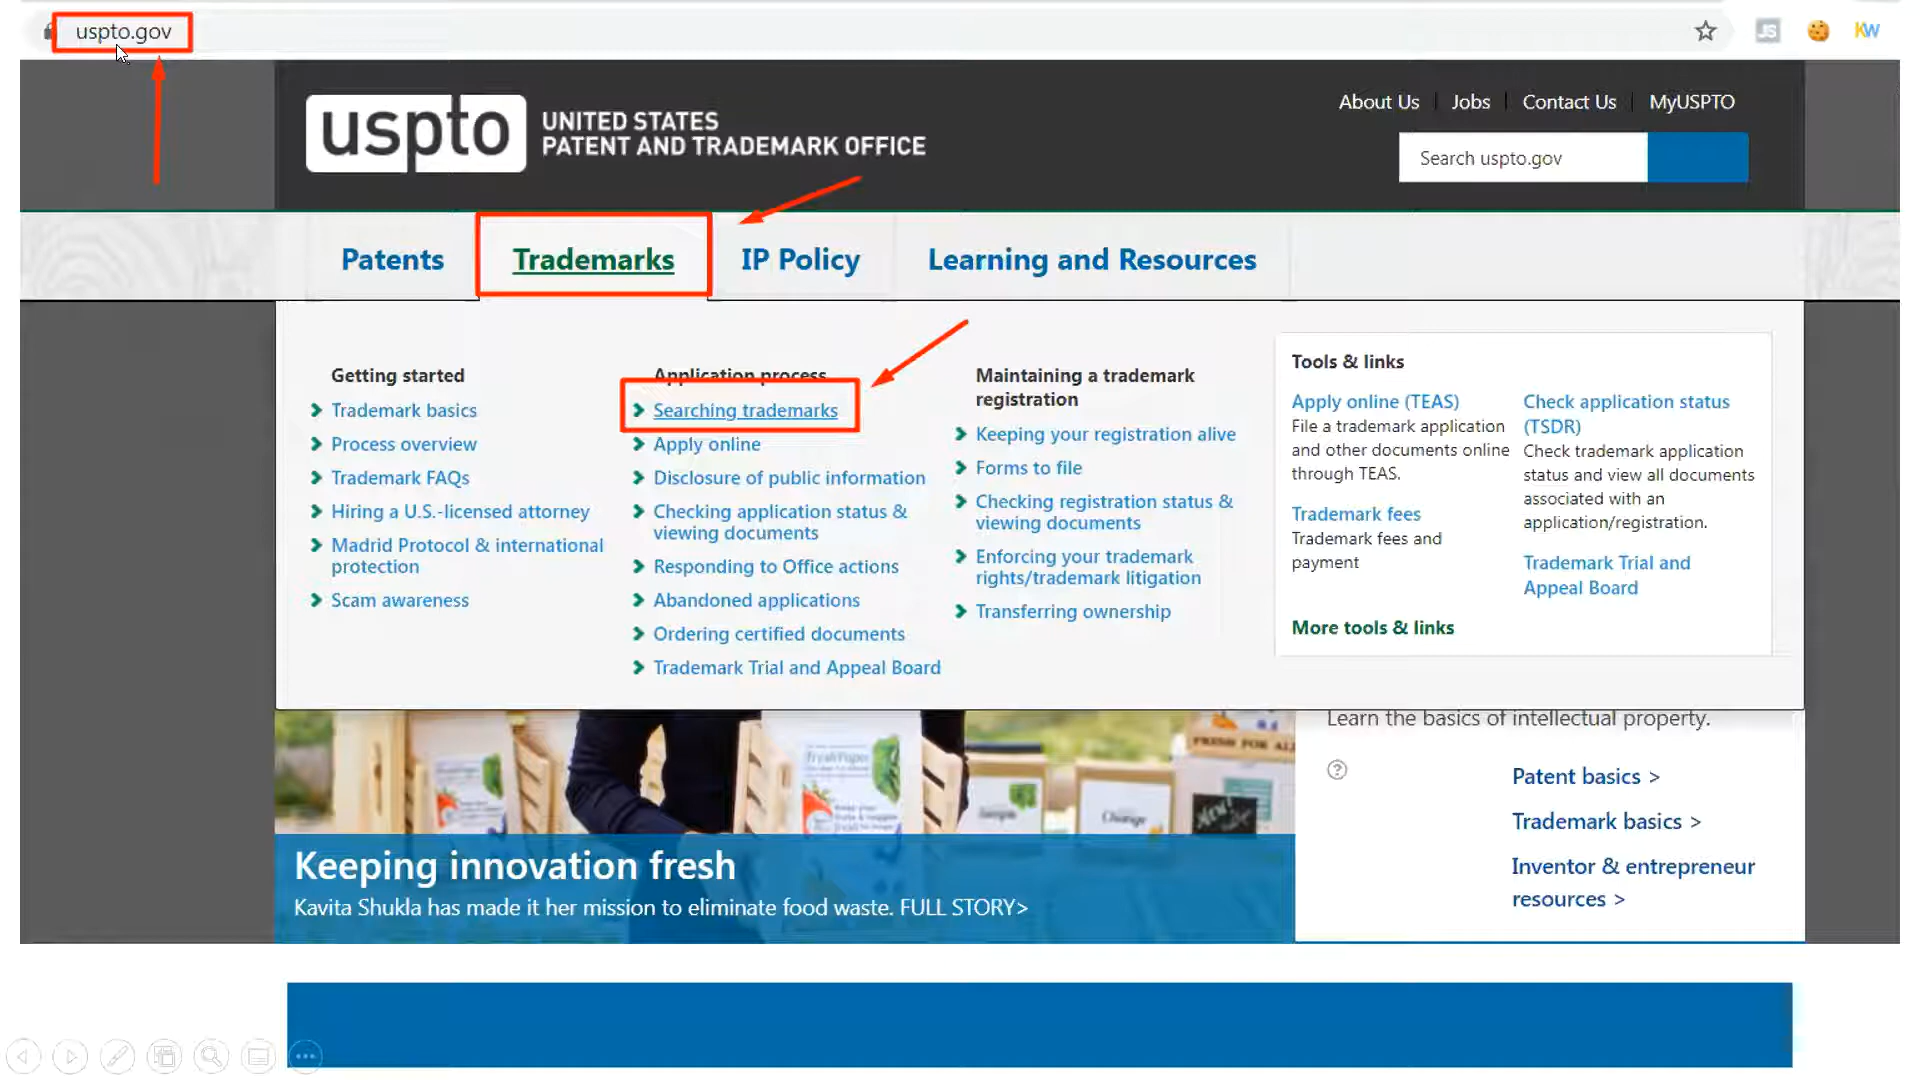 uspto.gov
JS
KW
uspto
UNITED STATES
PATENT AND TRADEMARK OFFICE
About Us
Jobs
Contact Us
MyUSPTO
Search uspto.gov
Patents
Trademarks
IP Policy
Learning and Resources
Getting started
Trademark basics
Process overview
Trademark FAQs
Hiring a U.S.-licensed attorney
Madrid Protocol & international
protection
Scam awareness
Application process
Searching trademarks
Apply online
Disclosure of public information
Checking application status &
viewing documents
Responding to Office actions
Abandoned applications
Ordering certified documents
Trademark Trial and Appeal Board
Maintaining a trademark
registration
Keeping your registration alive
Forms to file
Checking registration status &
viewing documents
Enforcing your trademark
rights/trademark litigation
Transferring ownership
Tools & links
Apply online (TEAS)
File a trademark application
and other documents online
through TEAS.
Trademark fees
Trademark fees and
payment
More tools & links
Check application status
(TSDR)
Check trademark application
status and view all documents
associated with an
application/registration.
Trademark Trial and
Appeal Board
FreshPaper
FRESH FOR ALL
Change
Keeping innovation fresh
Kavita Shukla has made it her mission to eliminate food waste. FULL STORY>
Learn the basics of intellectual property.
Patent basics >
Trademark basics >
Inventor & entrepreneur
resources >